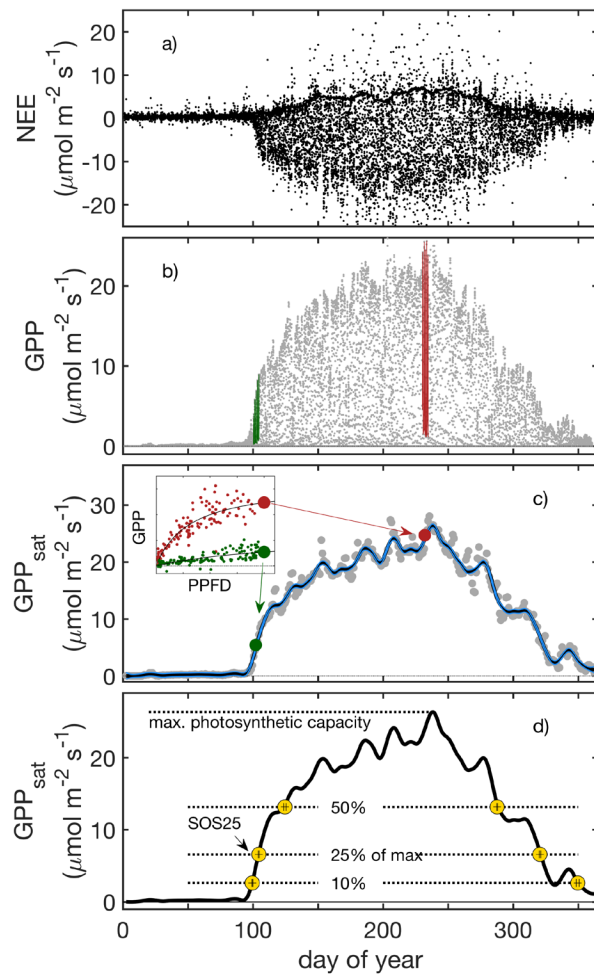 20
10
0
-10
-20
NEE
(μmol m⁻² s⁻¹)
a)
20
10
0
GPP
(μmol m⁻² s⁻¹)
b)
30
20
10
0
GPPsat
(μmol m⁻² s⁻¹)
GPP
PPFD
c)
20
10
0
GPPsat
(μmol m⁻² s⁻¹)
d)
max. photosynthetic capacity
50%
SOS25
25% of max
10%
0 100 200 300
day of year